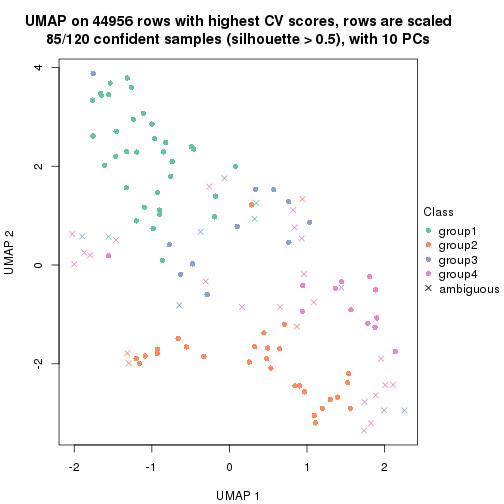 UMAP on 44956 rows with highest CV scores, rows are scaled
85/120 confident samples (silhouette > 0.5), with 10 PCs
4
2
0
-2
UMAP 2
-2
-1
0
1
2
UMAP 1
Class
group1
group2
group3
group4
ambiguous